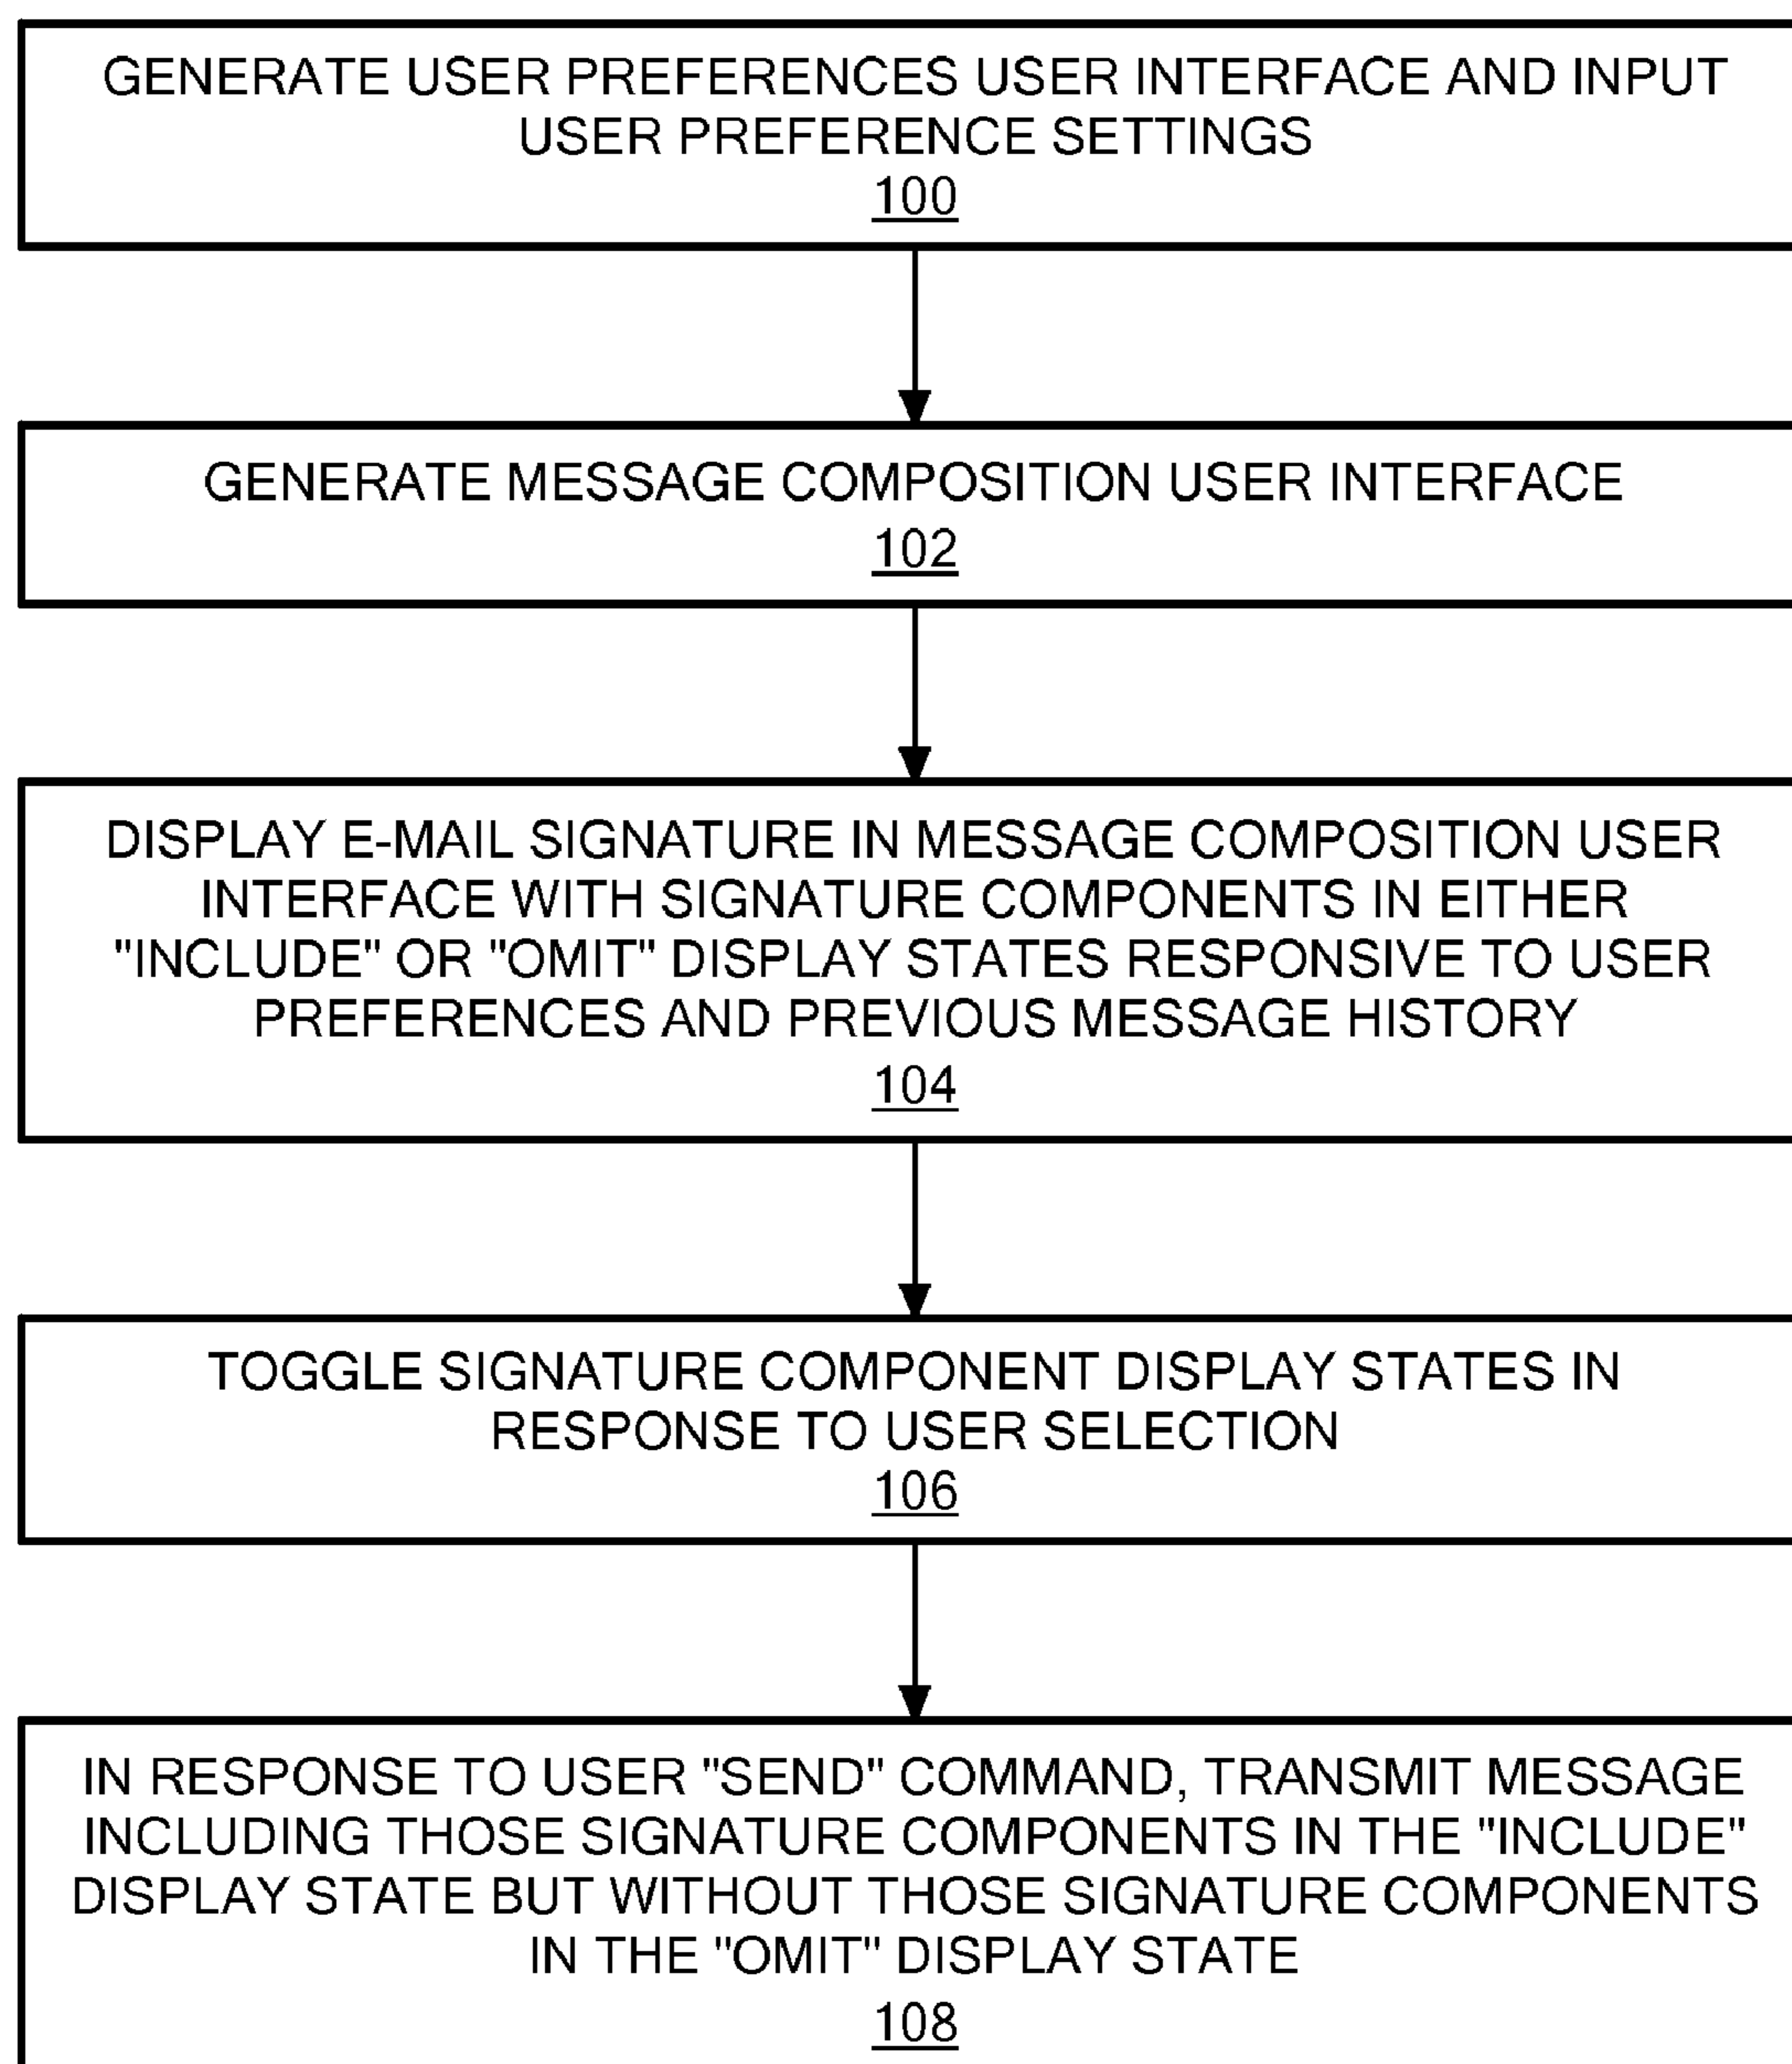 GENERATE USER PREFERENCES USER INTERFACE AND INPUT
USER PREFERENCE SETTINGS
100
GENERATE MESSAGE COMPOSITION USER INTERFACE
102
DISPLAY E-MAIL SIGNATURE IN MESSAGE COMPOSITION USER
INTERFACE WITH SIGNATURE COMPONENTS IN EITHER
"INCLUDE" OR "OMIT" DISPLAY STATES RESPONSIVE TO USER
PREFERENCES AND PREVIOUS MESSAGE HISTORY
104
TOGGLE SIGNATURE COMPONENT DISPLAY STATES IN
RESPONSE TO USER SELECTION
106
IN RESPONSE TO USER "SEND" COMMAND, TRANSMIT MESSAGE
INCLUDING THOSE SIGNATURE COMPONENTS IN THE "INCLUDE"
DISPLAY STATE BUT WITHOUT THOSE SIGNATURE COMPONENTS
IN THE "OMIT" DISPLAY STATE
108